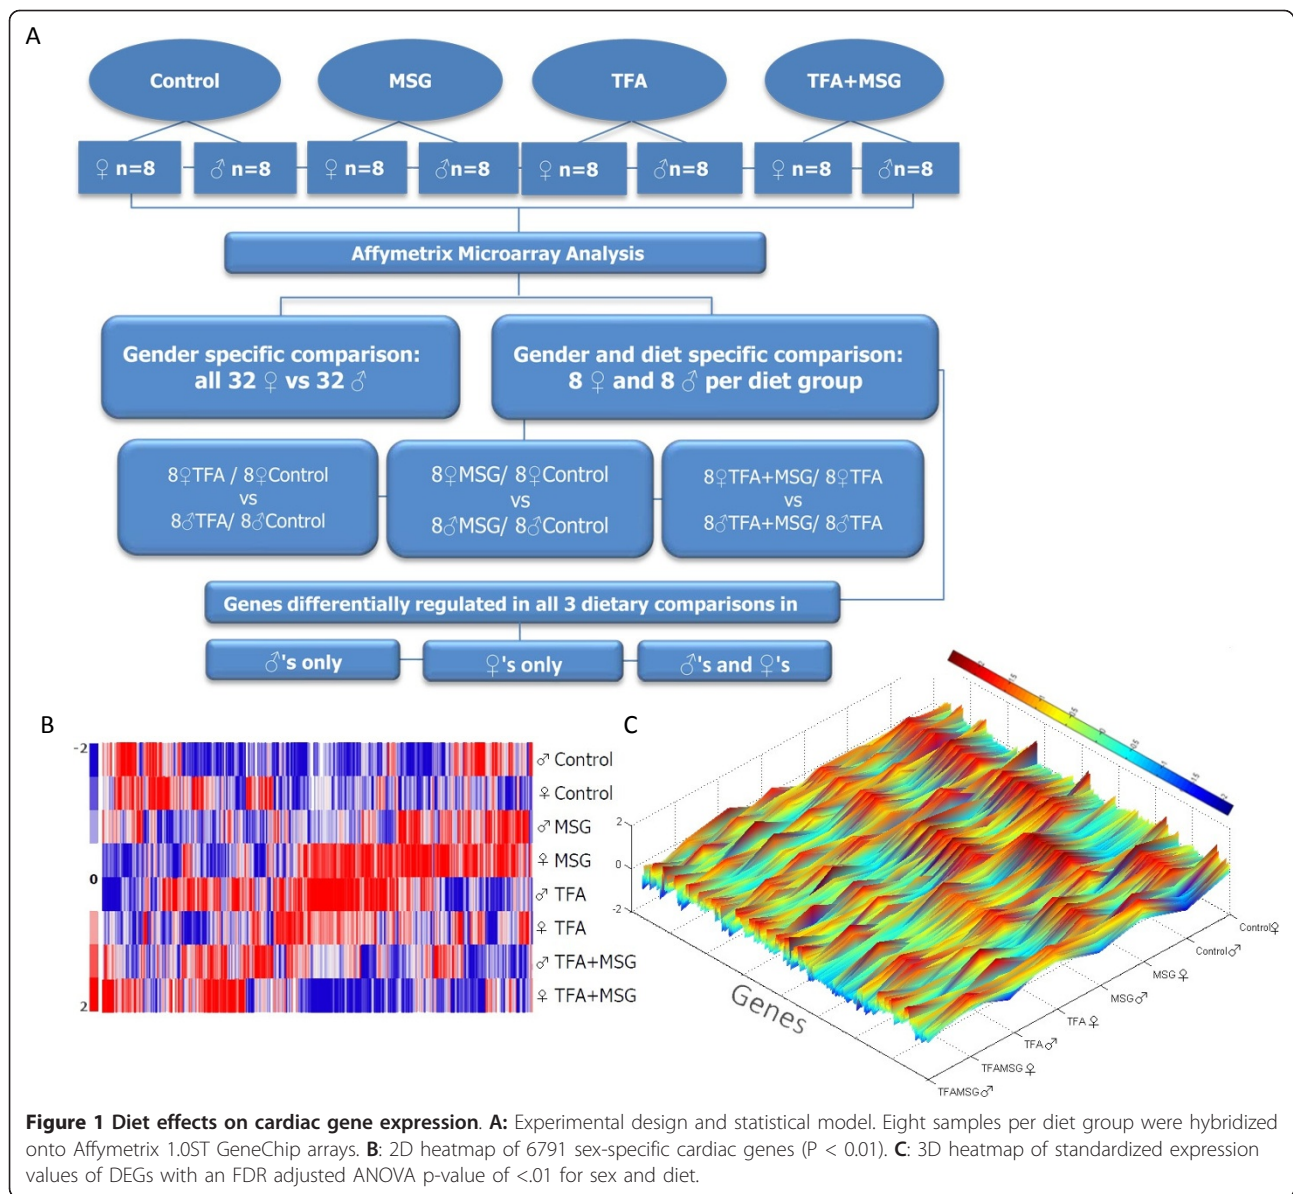 A
Control
MSG
TFA
TFA+MSG
♀ n=8
♂ n=8
♀ n=8
♂n=8
♀ n=8
♂ n=8
♀ n=8
♂n=8
Affymetrix Microarray Analysis
Gender specific comparison:
all 32 ♀ vs 32 ♂
Gender and diet specific comparison:
8 ♀ and 8 ♂ per diet group
8♀TFA / 8♀Control
vs
8♂TFA/ 8♂Control
8♀MSG/ 8♀Control
vs
8♂MSG/ 8♂Control
8♀TFA+MSG/ 8♀TFA
vs
8♂TFA+MSG/ 8♂TFA
Genes differentially regulated in all 3 dietary comparisons in
♂'s only
♀'s only
♂'s and ♀'s
B
-2
0
2
♂ Control
♀ Control
♂ MSG
♀ MSG
♂ TFA
♀ TFA
♂ TFA+MSG
♀ TFA+MSG
C
2
0
-2
Genes
Control♀
Control♂
MSG ♀
MSG♂
TFA ♀
TFA♂
TFAMSG♀
TFAMSG♂
Figure 1 Diet effects on cardiac gene expression. A: Experimental design and statistical model. Eight samples per diet group were hybridized
onto Affymetrix 1.0ST GeneChip arrays. B: 2D heatmap of 6791 sex-specific cardiac genes (P < 0.01). C: 3D heatmap of standardized expression
values of DEGs with an FDR adjusted ANOVA p-value of <.01 for sex and diet.